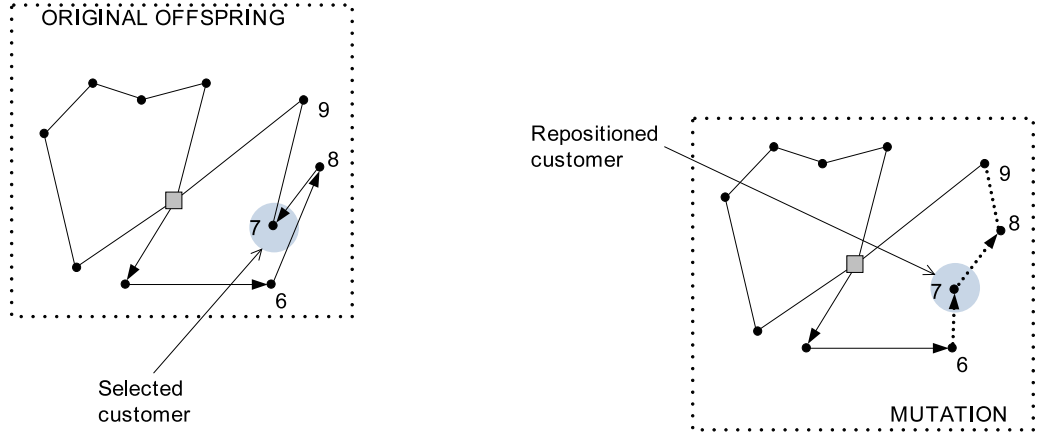 ORIGINAL OFFSPRING
9
8
7
6
Selected
customer
Repositioned
customer
9
8
7
6
MUTATION